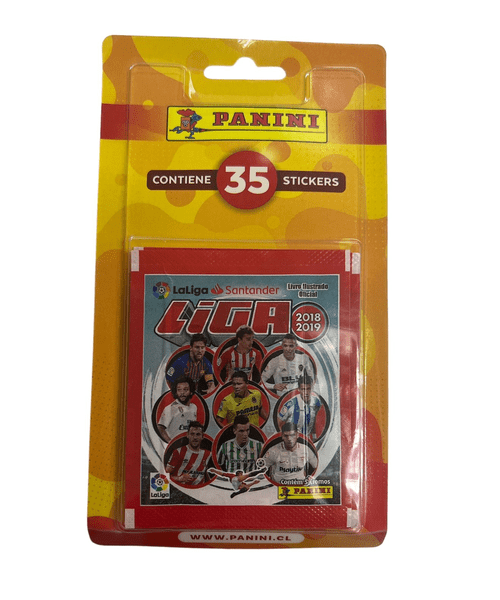 PANINI
CONTIENE 35 STICKERS
LaLiga Santander
Livro Ilustrado
Oficial
LIGA
2018
2019
LaLiga
PANINI
WWW.PANINI.CL